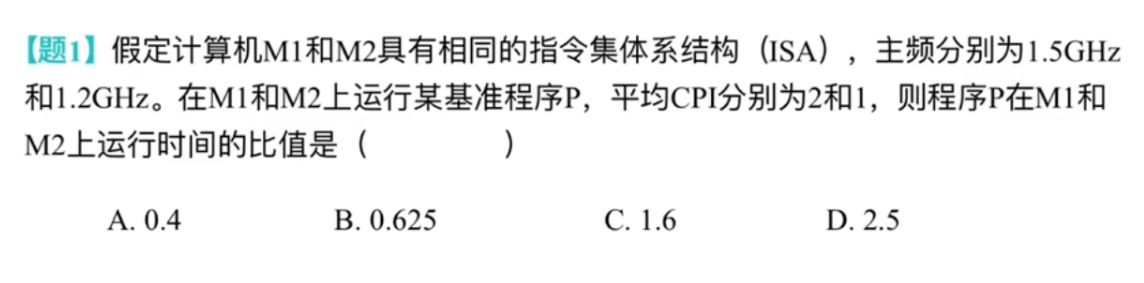 【题1】假定计算机M1和M2具有相同的指令集体系结构（ISA），主频分别为1.5GHz
和1.2GHz。在M1和M2上运行某基准程序P，平均CPI分别为2和1，则程序P在M1和
M2上运行时间的比值是（ ）
A. 0.4 B. 0.625 C. 1.6 D. 2.5